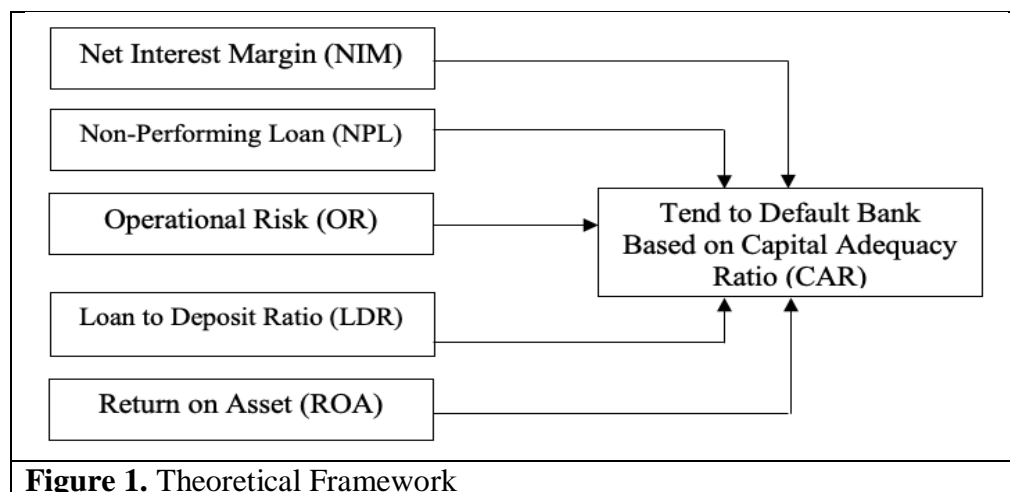 Net Interest Margin (NIM)
Non-Performing Loan (NPL)
Operational Risk (OR)
Tend to Default Bank
Based on Capital Adequacy
Ratio (CAR)
Loan to Deposit Ratio (LDR)
Return on Asset (ROA)
Figure 1. Theoretical Framework